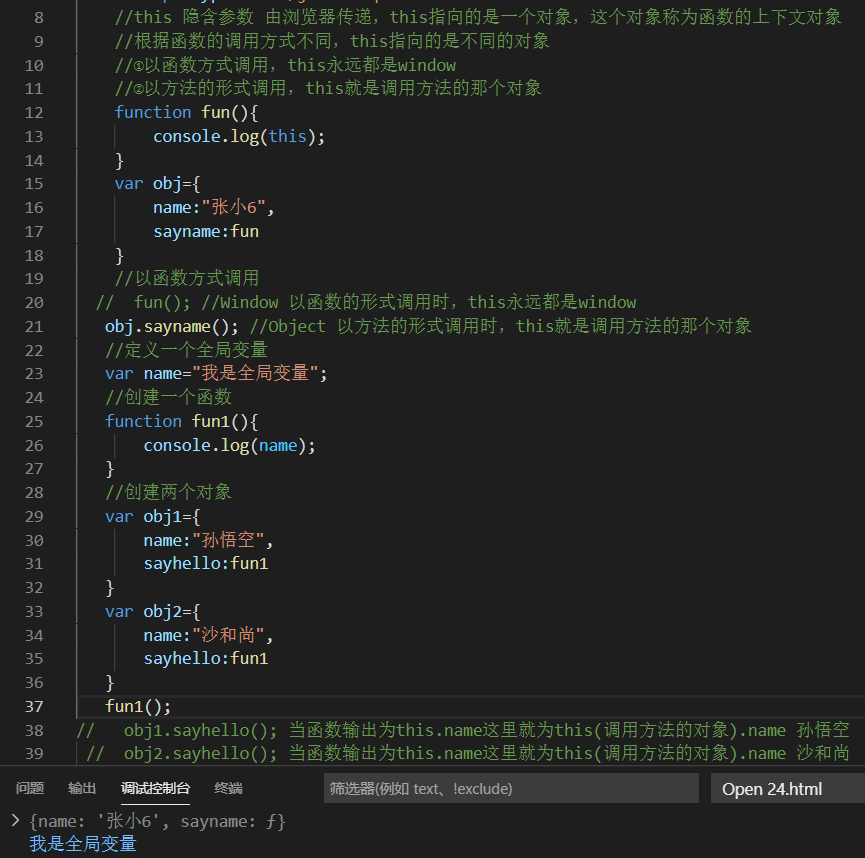 8 //this 隐含参数 由浏览器传递，this指向的是一个对象，这个对象称为函数的上下文对象
9 //根据函数的调用方式不同，this指向的是不同的对象
10 //①以函数方式调用，this永远都是window
11 //②以方法的形式调用，this就是调用方法的那个对象
12 function fun(){
13 console.log(this);
14 }
15 var obj={
16 name:"张小6",
17 sayname:fun
18 }
19 //以函数方式调用
20 // fun(); //Window 以函数的形式调用时，this永远都是window
21 obj.sayname(); //Object 以方法的形式调用时，this就是调用方法的那个对象
22 //定义一个全局变量
23 var name="我是全局变量";
24 //创建一个函数
25 function fun1(){
26 console.log(name);
27 }
28 //创建两个对象
29 var obj1={
30 name:"孙悟空",
31 sayhello:fun1
32 }
33 var obj2={
34 name:"沙和尚",
35 sayhello:fun1
36 }
37 fun1();
38 // obj1.sayhello(); 当函数输出为this.name这里就为this(调用方法的对象).name 孙悟空
39 // obj2.sayhello(); 当函数输出为this.name这里就为this(调用方法的对象).name 沙和尚
问题 输出 调试控制台 终端 筛选器(例如 text、!exclude) Open 24.html
> {name: '张小6', sayname: ƒ}
我是全局变量